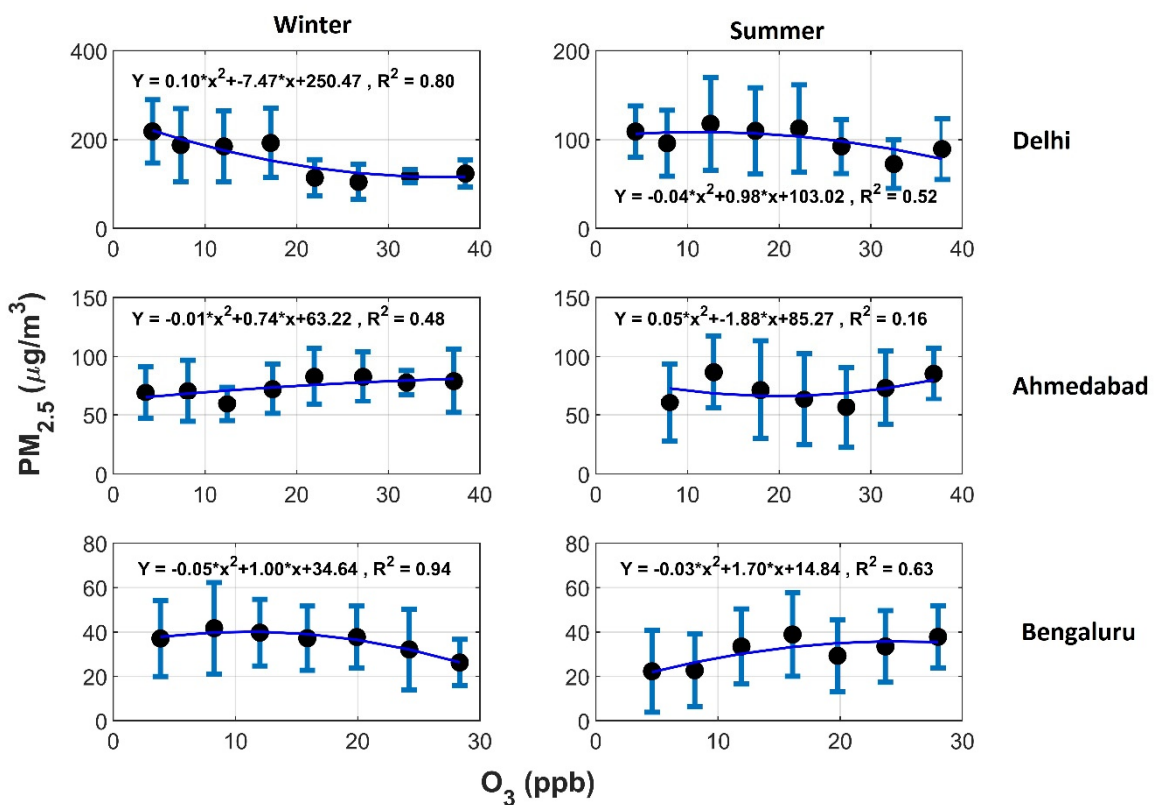 Winter
Summer
400
200
0
0 10 20 30 40
Y = 0.10*x²+-7.47*x+250.47 , R² = 0.80
200
100
0
0 10 20 30 40
Y = -0.04*x²+0.98*x+103.02 , R² = 0.52
Delhi
PM2.5 (μg/m³)
150
100
50
0
0 10 20 30 40
Y = -0.01*x²+0.74*x+63.22 , R² = 0.48
150
100
50
0
0 10 20 30 40
Y = 0.05*x²+-1.88*x+85.27 , R² = 0.16
Ahmedabad
80
60
40
20
0
0 10 20 30
Y = -0.05*x²+1.00*x+34.64 , R² = 0.94
80
60
40
20
0
0 10 20 30
Y = -0.03*x²+1.70*x+14.84 , R² = 0.63
Bengaluru
O3 (ppb)